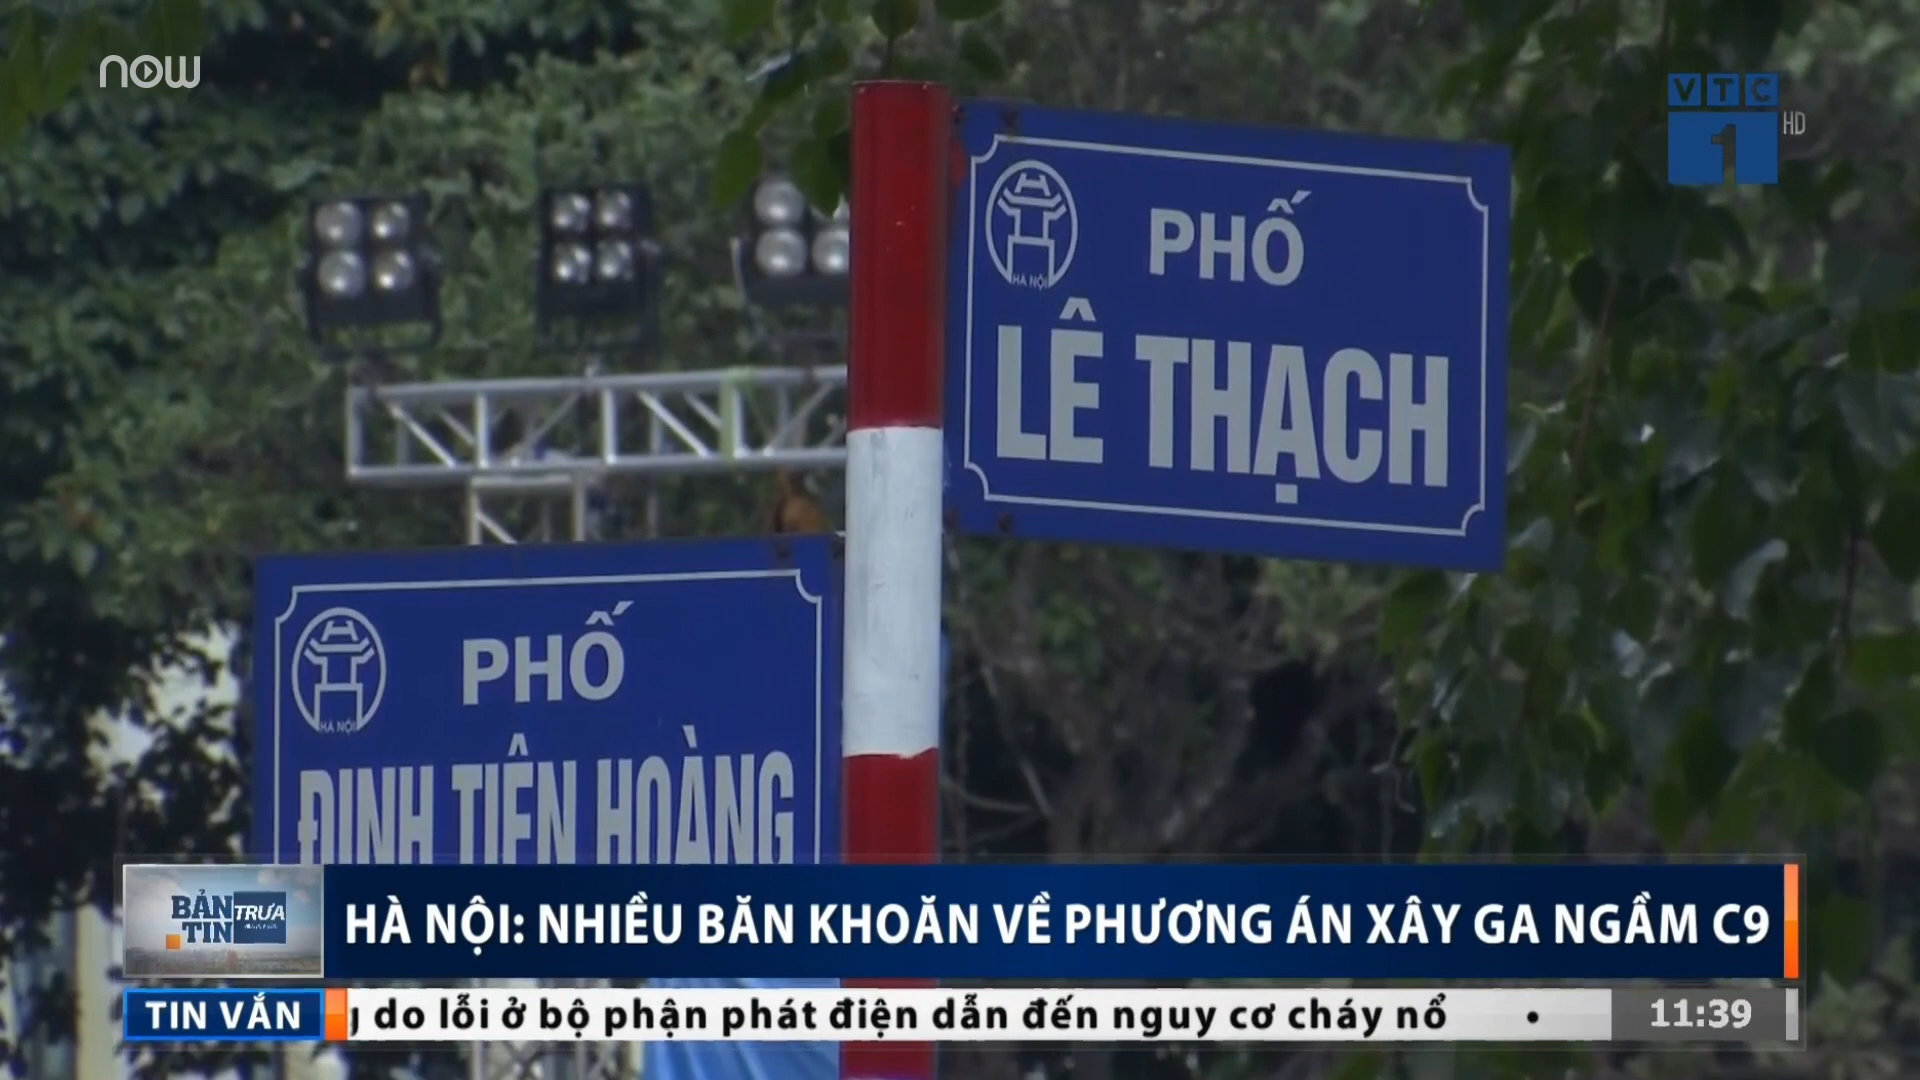 now
VTC
1
HD
PHỐ
LÊ THẠCH
HÀ NỘI
PHỐ
ĐINH TIÊN HOÀNG
HÀ NỘI
BẢN TIN TRƯA
HÀ NỘI: NHIỀU BĂN KHOĂN VỀ PHƯƠNG ÁN XÂY GA NGẦM C9
TIN VẮN
do lỗi ở bộ phận phát điện dẫn đến nguy cơ cháy nổ •
11:39